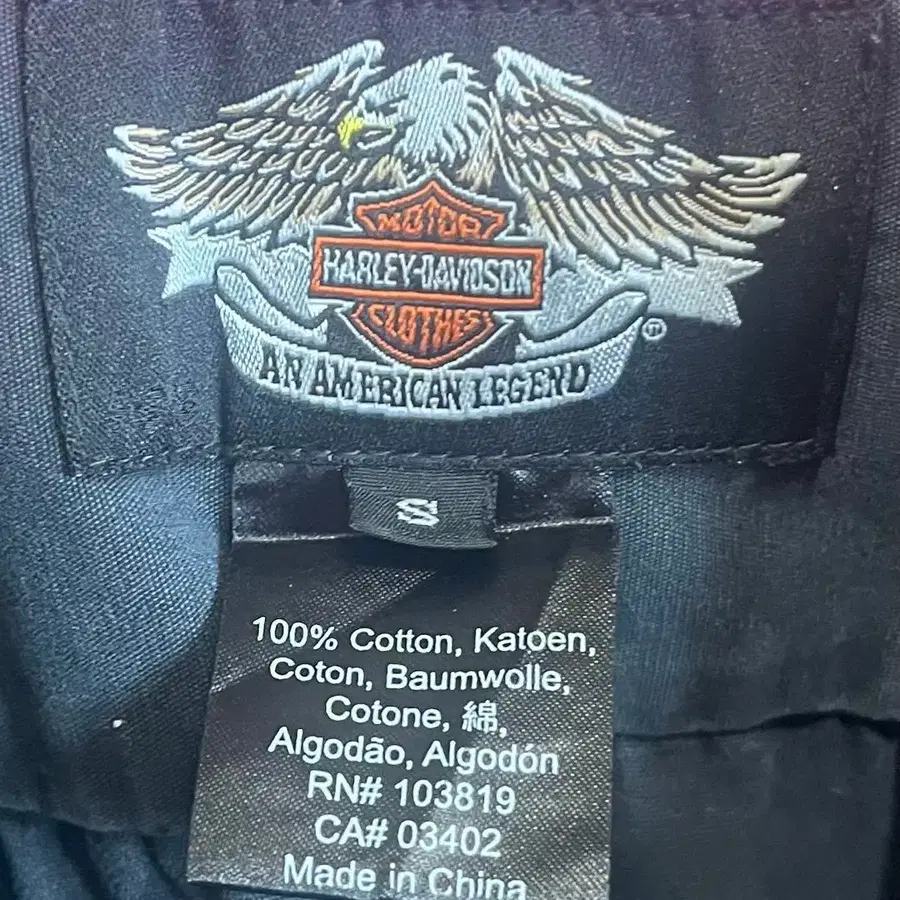 MOTOR
HARLEY-DAVIDSON
CLOTHES
AN AMERICAN LEGEND
S
100% Cotton, Katoen,
Coton, Baumwolle,
Cotone, 綿,
Algodão, Algodón
RN# 103819
CA# 03402
Made in China